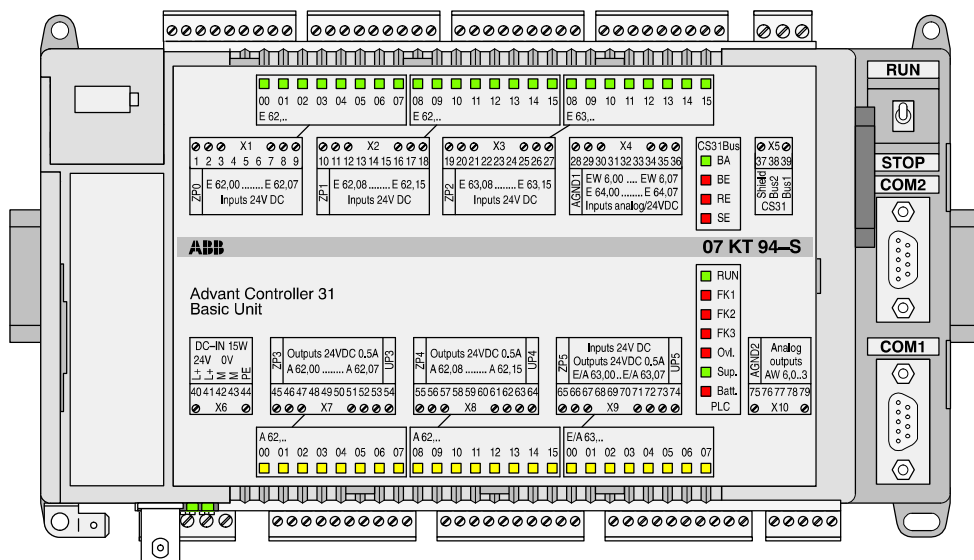 RUN
STOP
COM2
COM1
00 01 02 03 04 05 06 07
E 62,..
08 09 10 11 12 13 14 15
E 62,..
08 09 10 11 12 13 14 15
E 63,..
X1
1 2 3 4 5 6 7 8 9
ZP0
E 62,00 ........ E 62,07
Inputs 24V DC
X2
10 11 12 13 14 15 16 17 18
ZP1
E 62,08 ........ E 62,15
Inputs 24V DC
X3
19 20 21 22 23 24 25 26 27
ZP2
E 63,08 ........ E 63,15
Inputs 24V DC
X4
28 29 30 31 32 33 34 35 36
AGND1
EW 6,00 .... EW 6,07
E 64,00 ........ E 64,07
Inputs analog/24VDC
CS31Bus
BA
BE
RE
SE
X5
37 38 39
Shield
Bus2
Bus1
CS31
ABB
07 KT 94–S
Advant Controller 31
Basic Unit
RUN
FK1
FK2
FK3
Ovl.
Sup.
Batt.
PLC
DC–IN 15W
24V 0V
L+ L+ M M PE
40 41 42 43 44
X6
ZP3
Outputs 24VDC 0.5A
A 62,00 ........ A 62,07
UP3
45 46 47 48 49 50 51 52 53 54
X7
ZP4
Outputs 24VDC 0.5A
A 62,08 ........ A 62,15
UP4
55 56 57 58 59 60 61 62 63 64
X8
ZP5
Inputs 24V DC
Outputs 24VDC 0,5A
E/A 63,00.. E/A 63,07
UP5
65 66 67 68 69 70 71 72 73 74
X9
AGND2
Analog
outputs
AW 6,0..3
75 76 77 78 79
X10
A 62,..
00 01 02 03 04 05 06 07
A 62,..
08 09 10 11 12 13 14 15
E/A 63,..
00 01 02 03 04 05 06 07